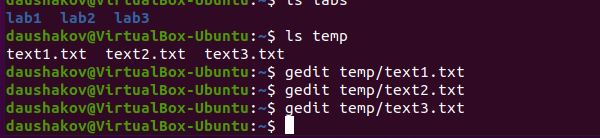 daushakov@VirtualBox-Ubuntu:~$ ls labs
lab1  lab2  lab3
daushakov@VirtualBox-Ubuntu:~$ ls temp
text1.txt  text2.txt  text3.txt
daushakov@VirtualBox-Ubuntu:~$ gedit temp/text1.txt
daushakov@VirtualBox-Ubuntu:~$ gedit temp/text2.txt
daushakov@VirtualBox-Ubuntu:~$ gedit temp/text3.txt
daushakov@VirtualBox-Ubuntu:~$